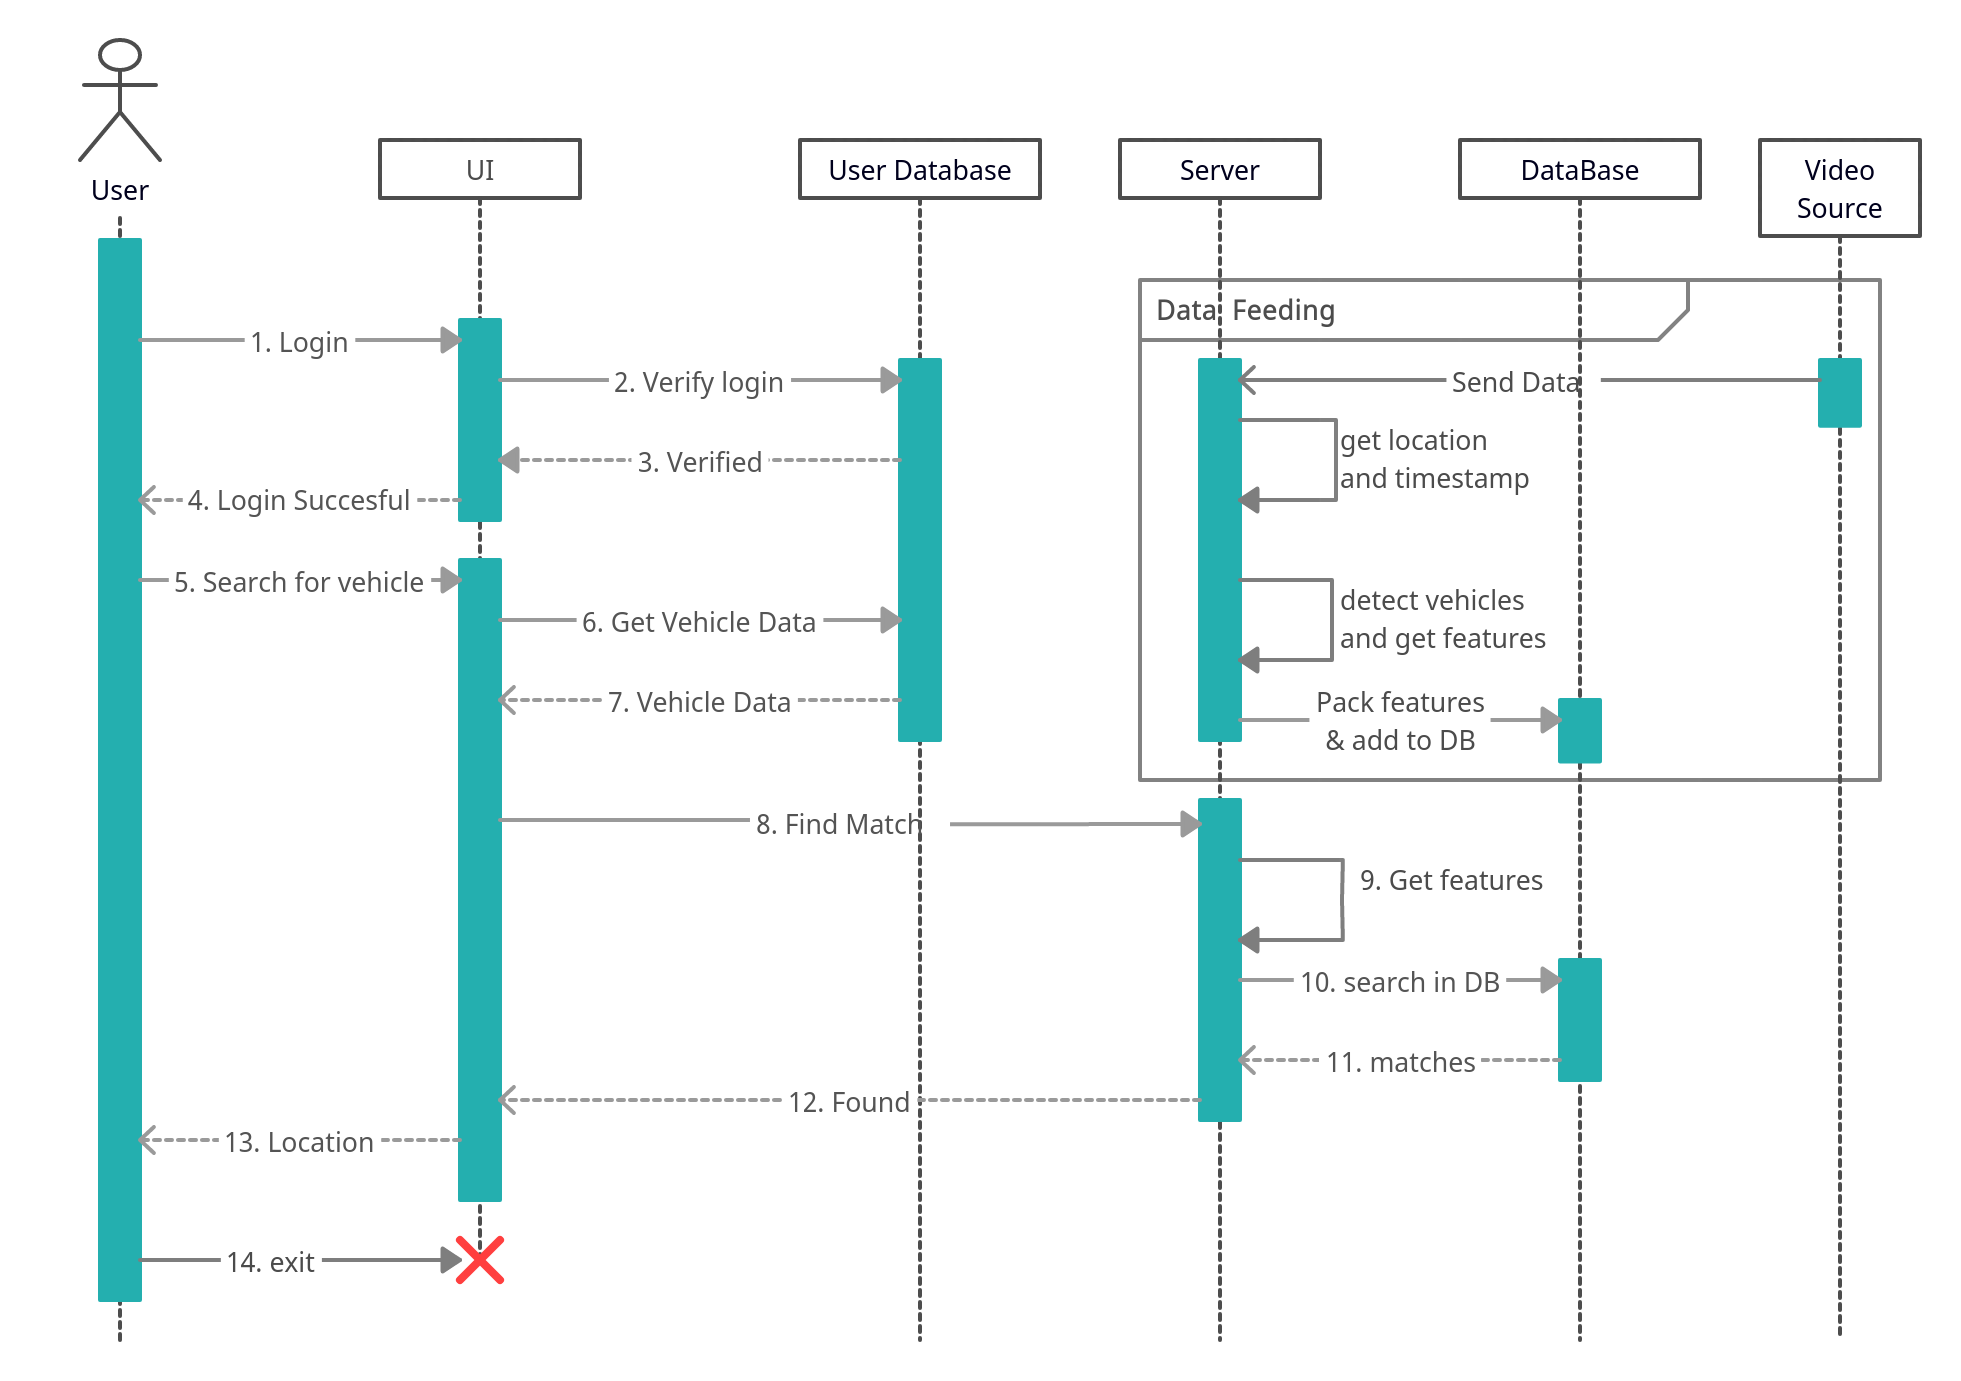 User
UI
User Database
Server
DataBase
Video
Source
Data Feeding
1. Login
2. Verify login
Send Data
get location
and timestamp
3. Verified
4. Login Succesful
5. Search for vehicle
detect vehicles
and get features
6. Get Vehicle Data
7. Vehicle Data
Pack features
& add to DB
8. Find Match
9. Get features
10. search in DB
11. matches
12. Found
13. Location
14. exit